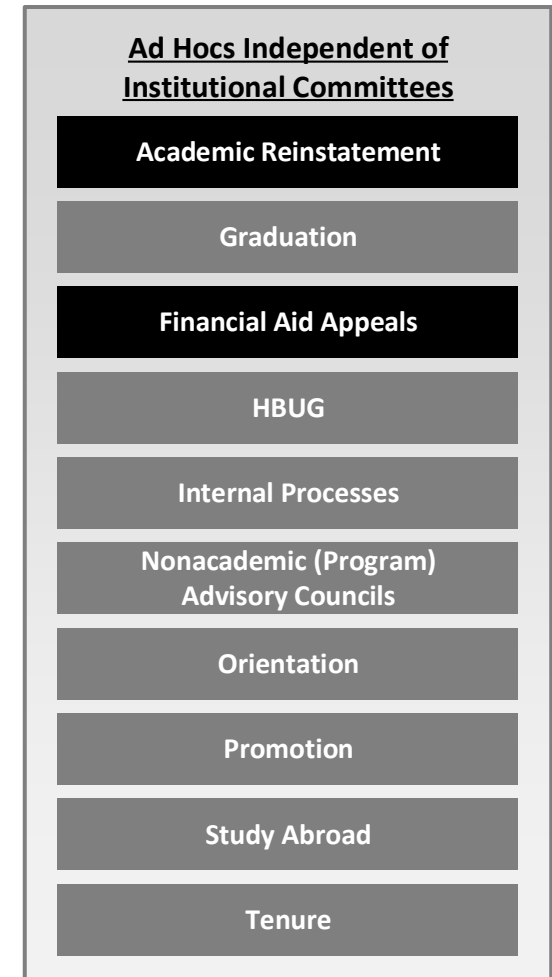 Ad Hocs Independent of
Institutional Committees
Academic Reinstatement
Graduation
Financial Aid Appeals
HBUG
Internal Processes
Nonacademic (Program)
Advisory Councils
Orientation
Promotion
Study Abroad
Tenure